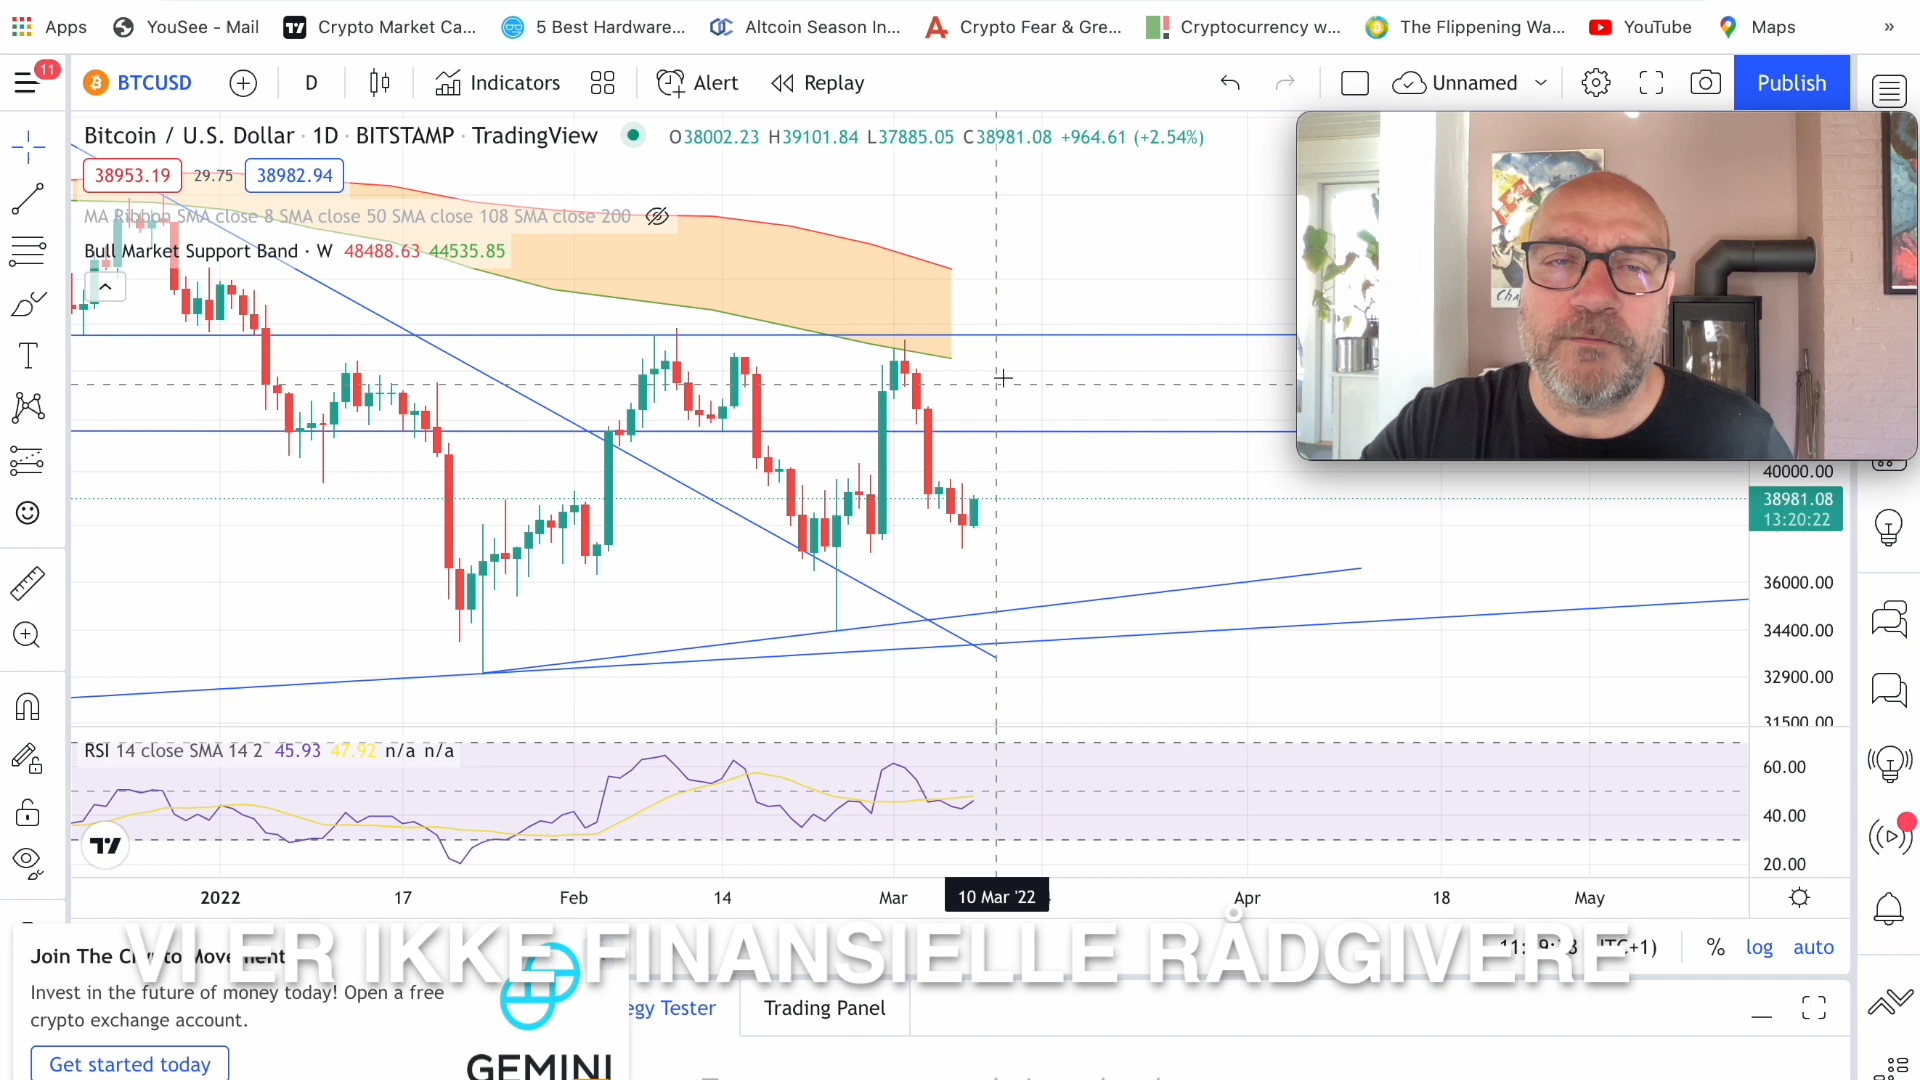 Apps YouSee - Mail Crypto Market Ca... 5 Best Hardware... Altcoin Season In... Crypto Fear & Gre... Cryptocurrency w... The Flippening Wa... YouTube Maps »
11 BTCUSD D Indicators Alert Replay Unnamed Publish
Bitcoin / U.S. Dollar · 1D · BITSTAMP · TradingView O38002.23 H39101.84 L37885.05 C38981.08 +964.61 (+2.54%)
38953.19 29.75 38982.94
MA Ribbon SMA close 8 SMA close 50 SMA close 108 SMA close 200
Bull Market Support Band · W 48488.63 44535.85
40000.00
38981.08
13:20:22
36000.00
34400.00
32900.00
31500.00
RSI 14 close SMA 14 2 45.93 47.92 n/a n/a
60.00
40.00
20.00
2022 17 Feb 14 Mar 10 Mar '22 Apr 18 May
VI ER IKKE FINANSIELLE RÅDGIVERE
% log auto
Join The Crypto Movement
Invest in the future of money today! Open a free
crypto exchange account.
Get started today
GEMINI
egy Tester Trading Panel